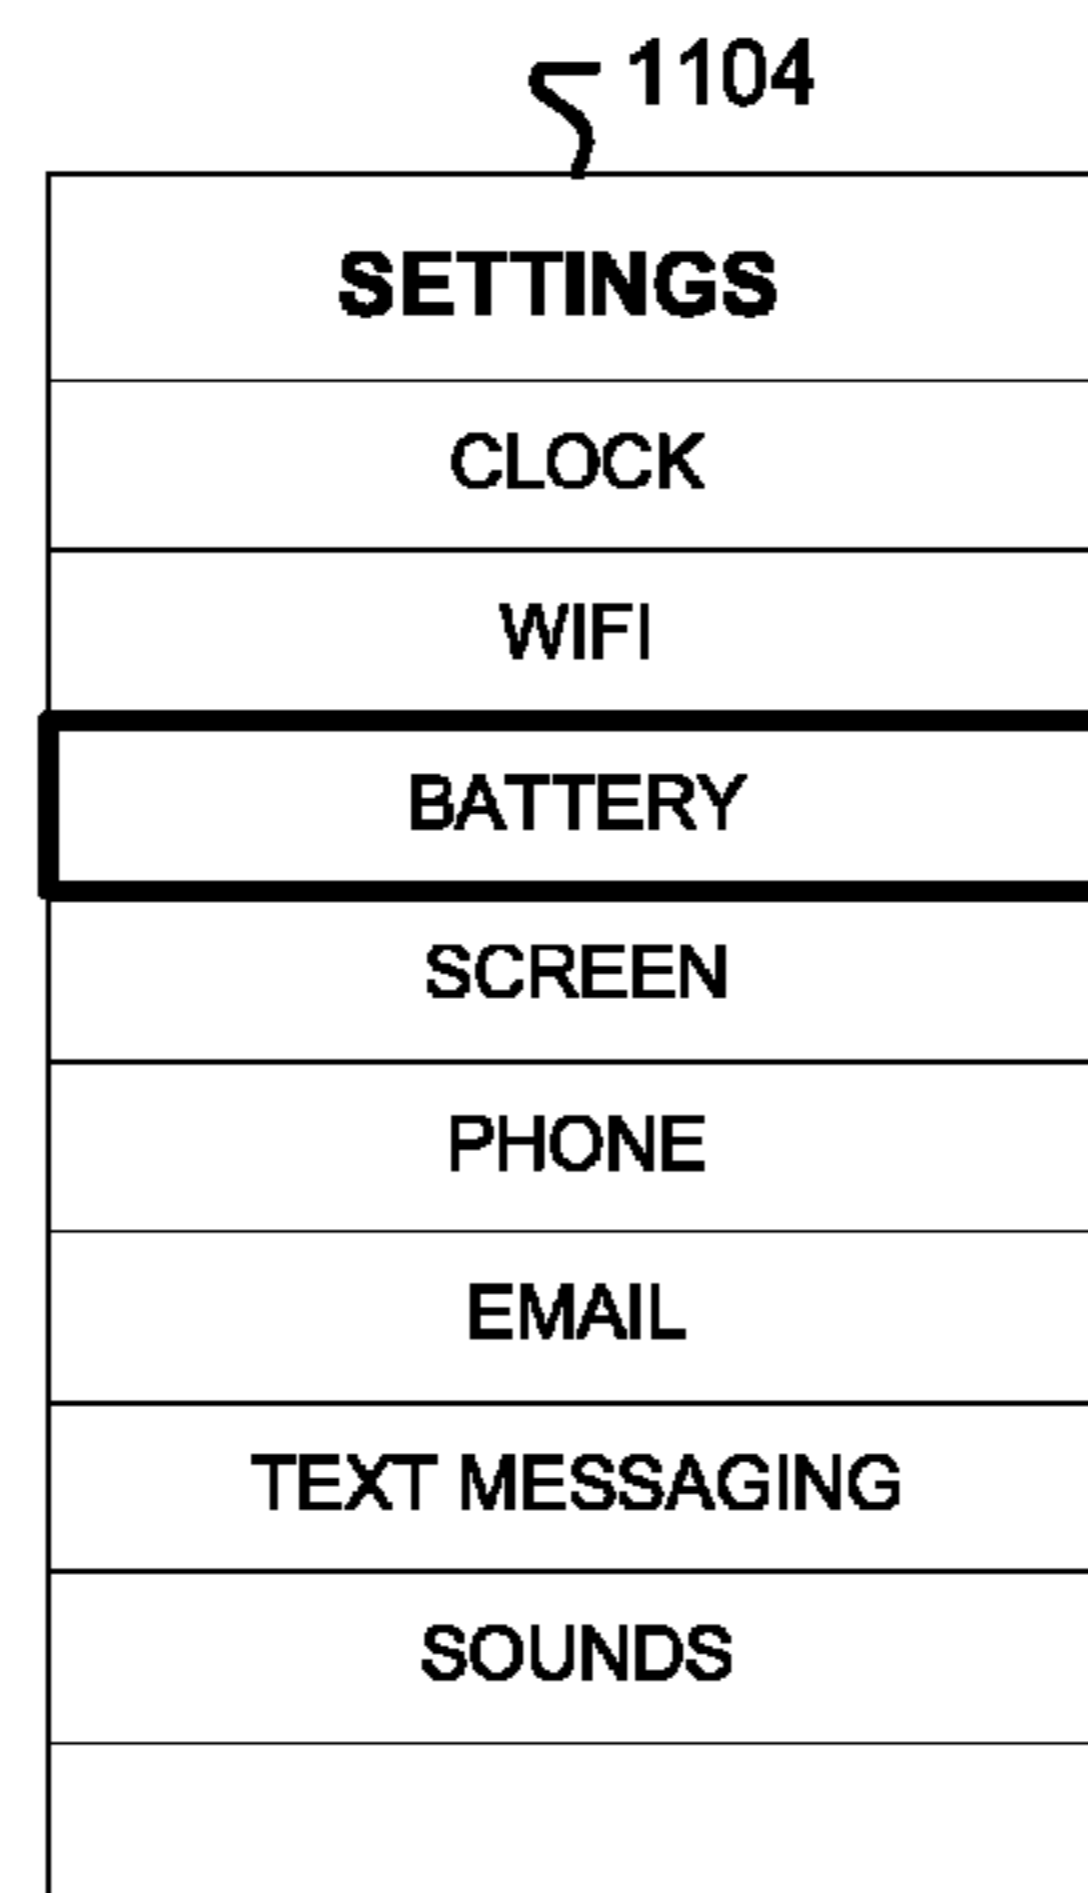 1104
SETTINGS
CLOCK
WIFI
BATTERY
SCREEN
PHONE
EMAIL
TEXT MESSAGING
SOUNDS